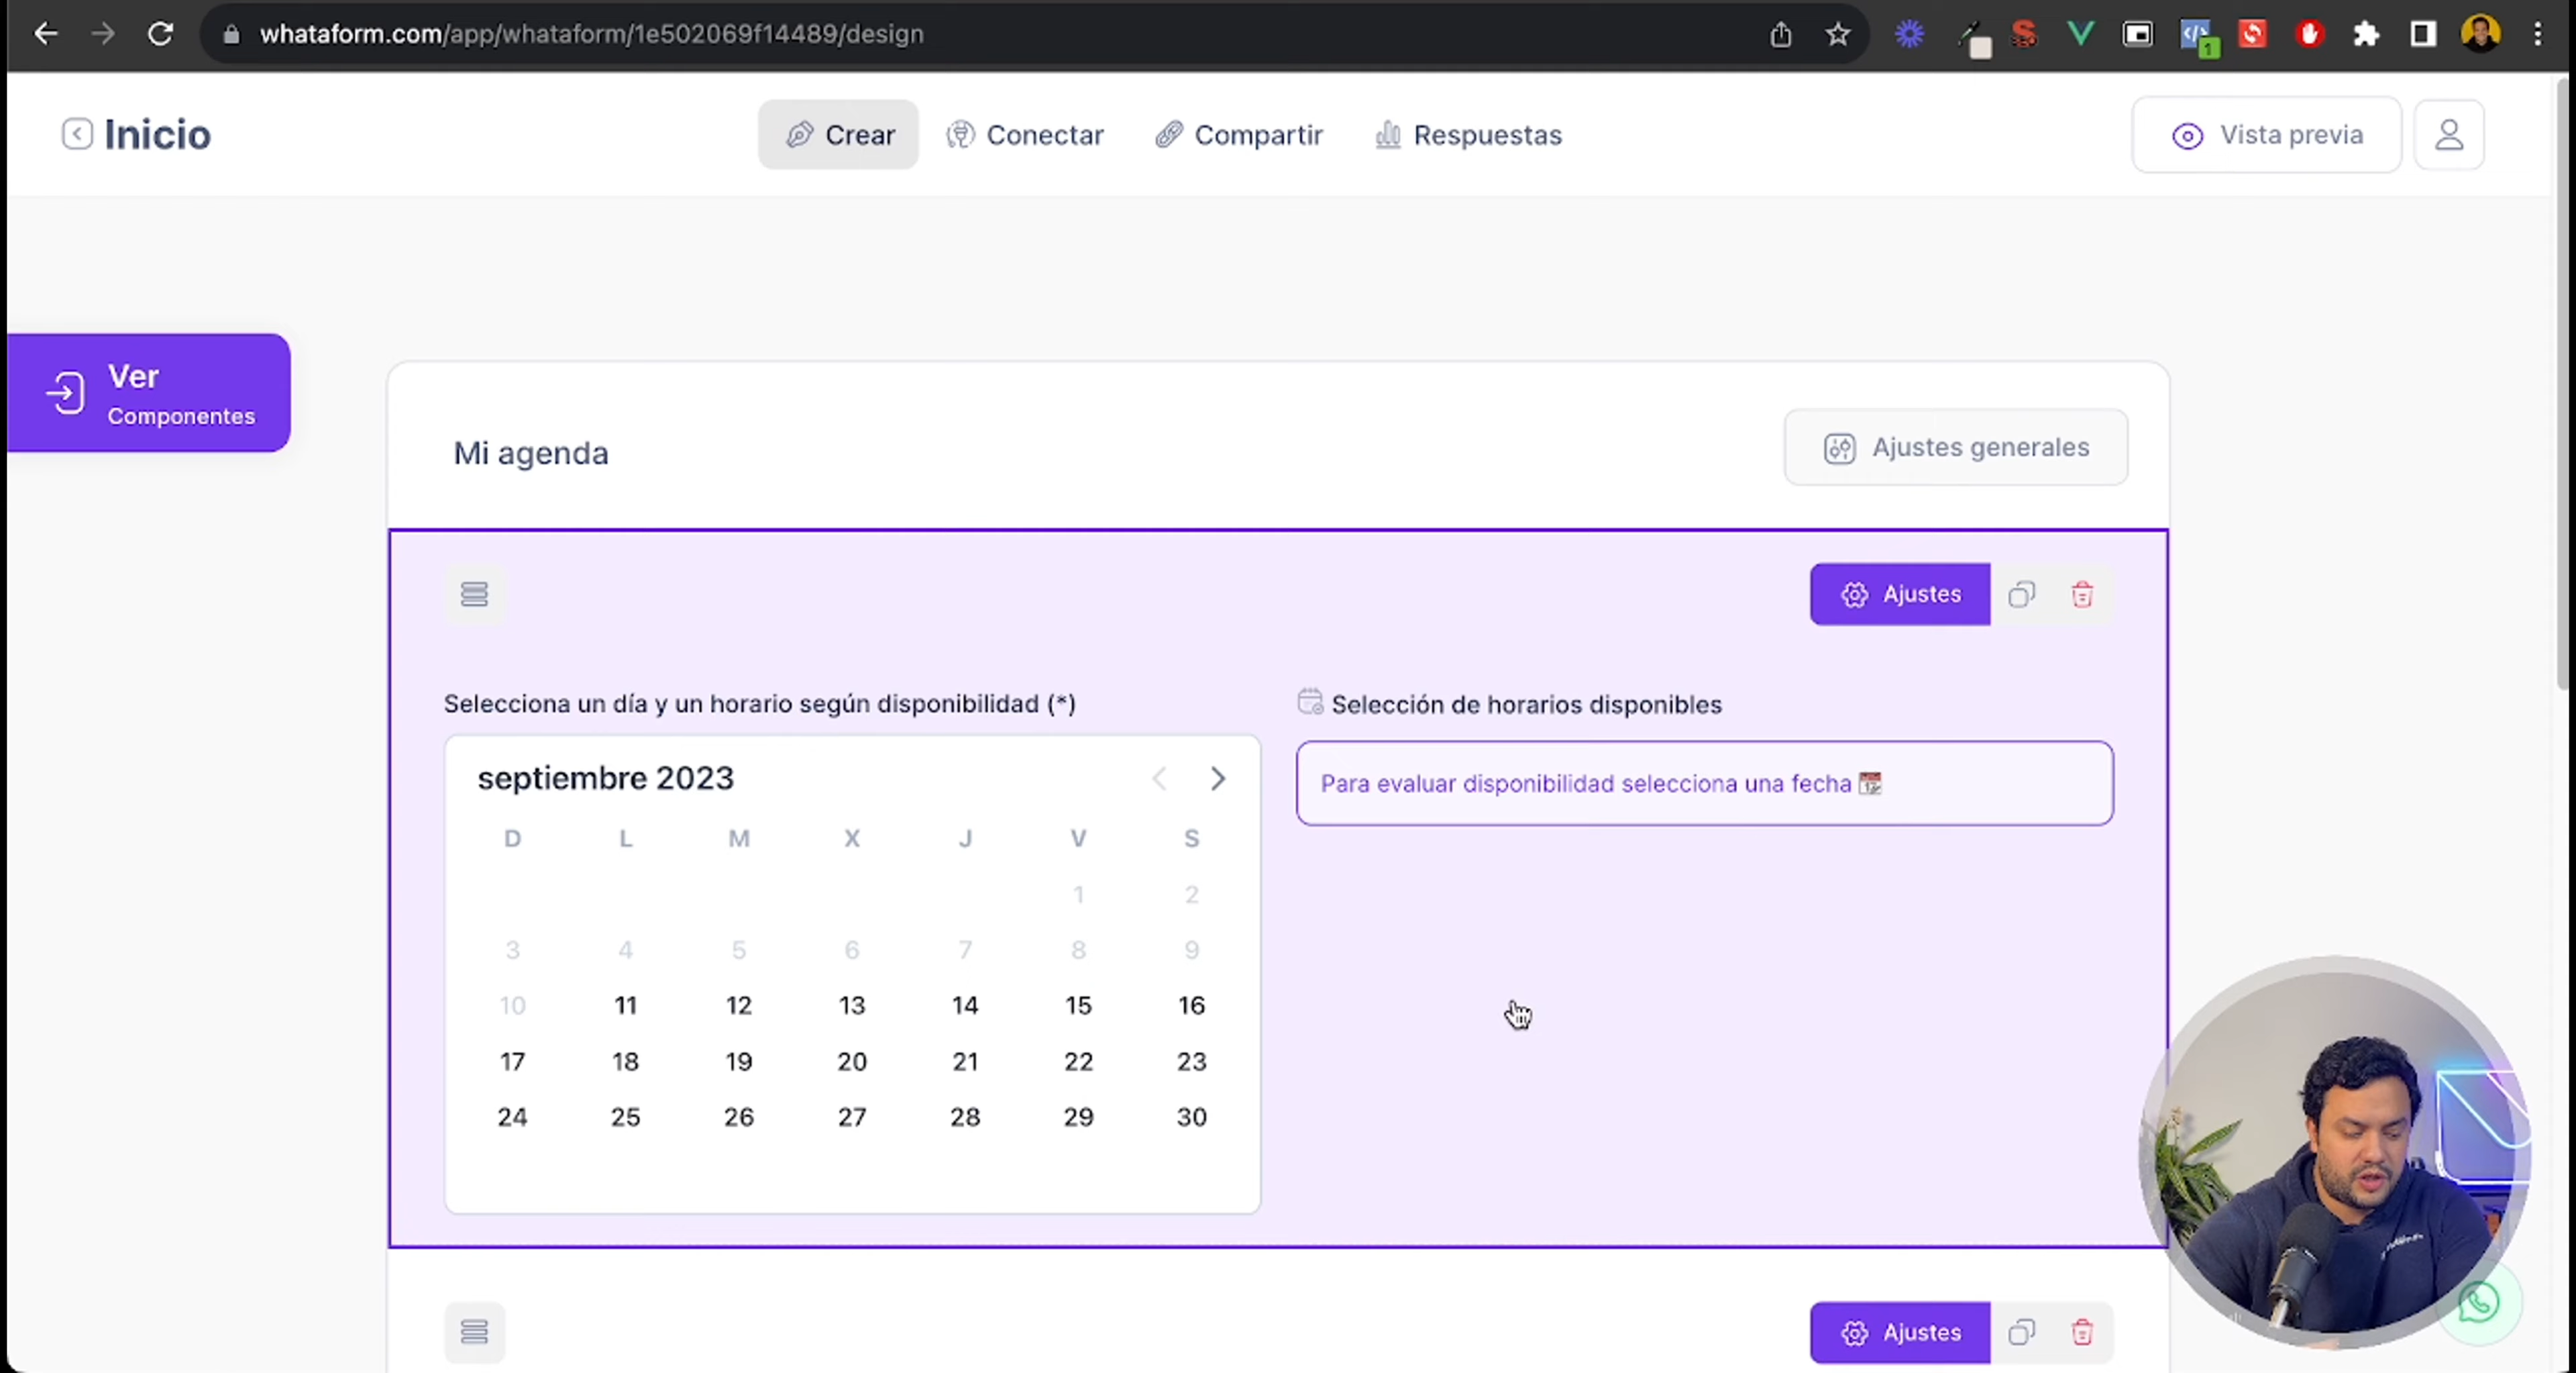 whataform.com/app/whataform/1e502069f14489/design
1
Inicio
Crear
Conectar
Compartir
Respuestas
Vista previa
Ver
Componentes
Mi agenda
Ajustes generales
Ajustes
Selecciona un día y un horario según disponibilidad (*)
Selección de horarios disponibles
septiembre 2023
Para evaluar disponibilidad selecciona una fecha
D L M X J V S
1 2
3 4 5 6 7 8 9
10 11 12 13 14 15 16
17 18 19 20 21 22 23
24 25 26 27 28 29 30
Ajustes